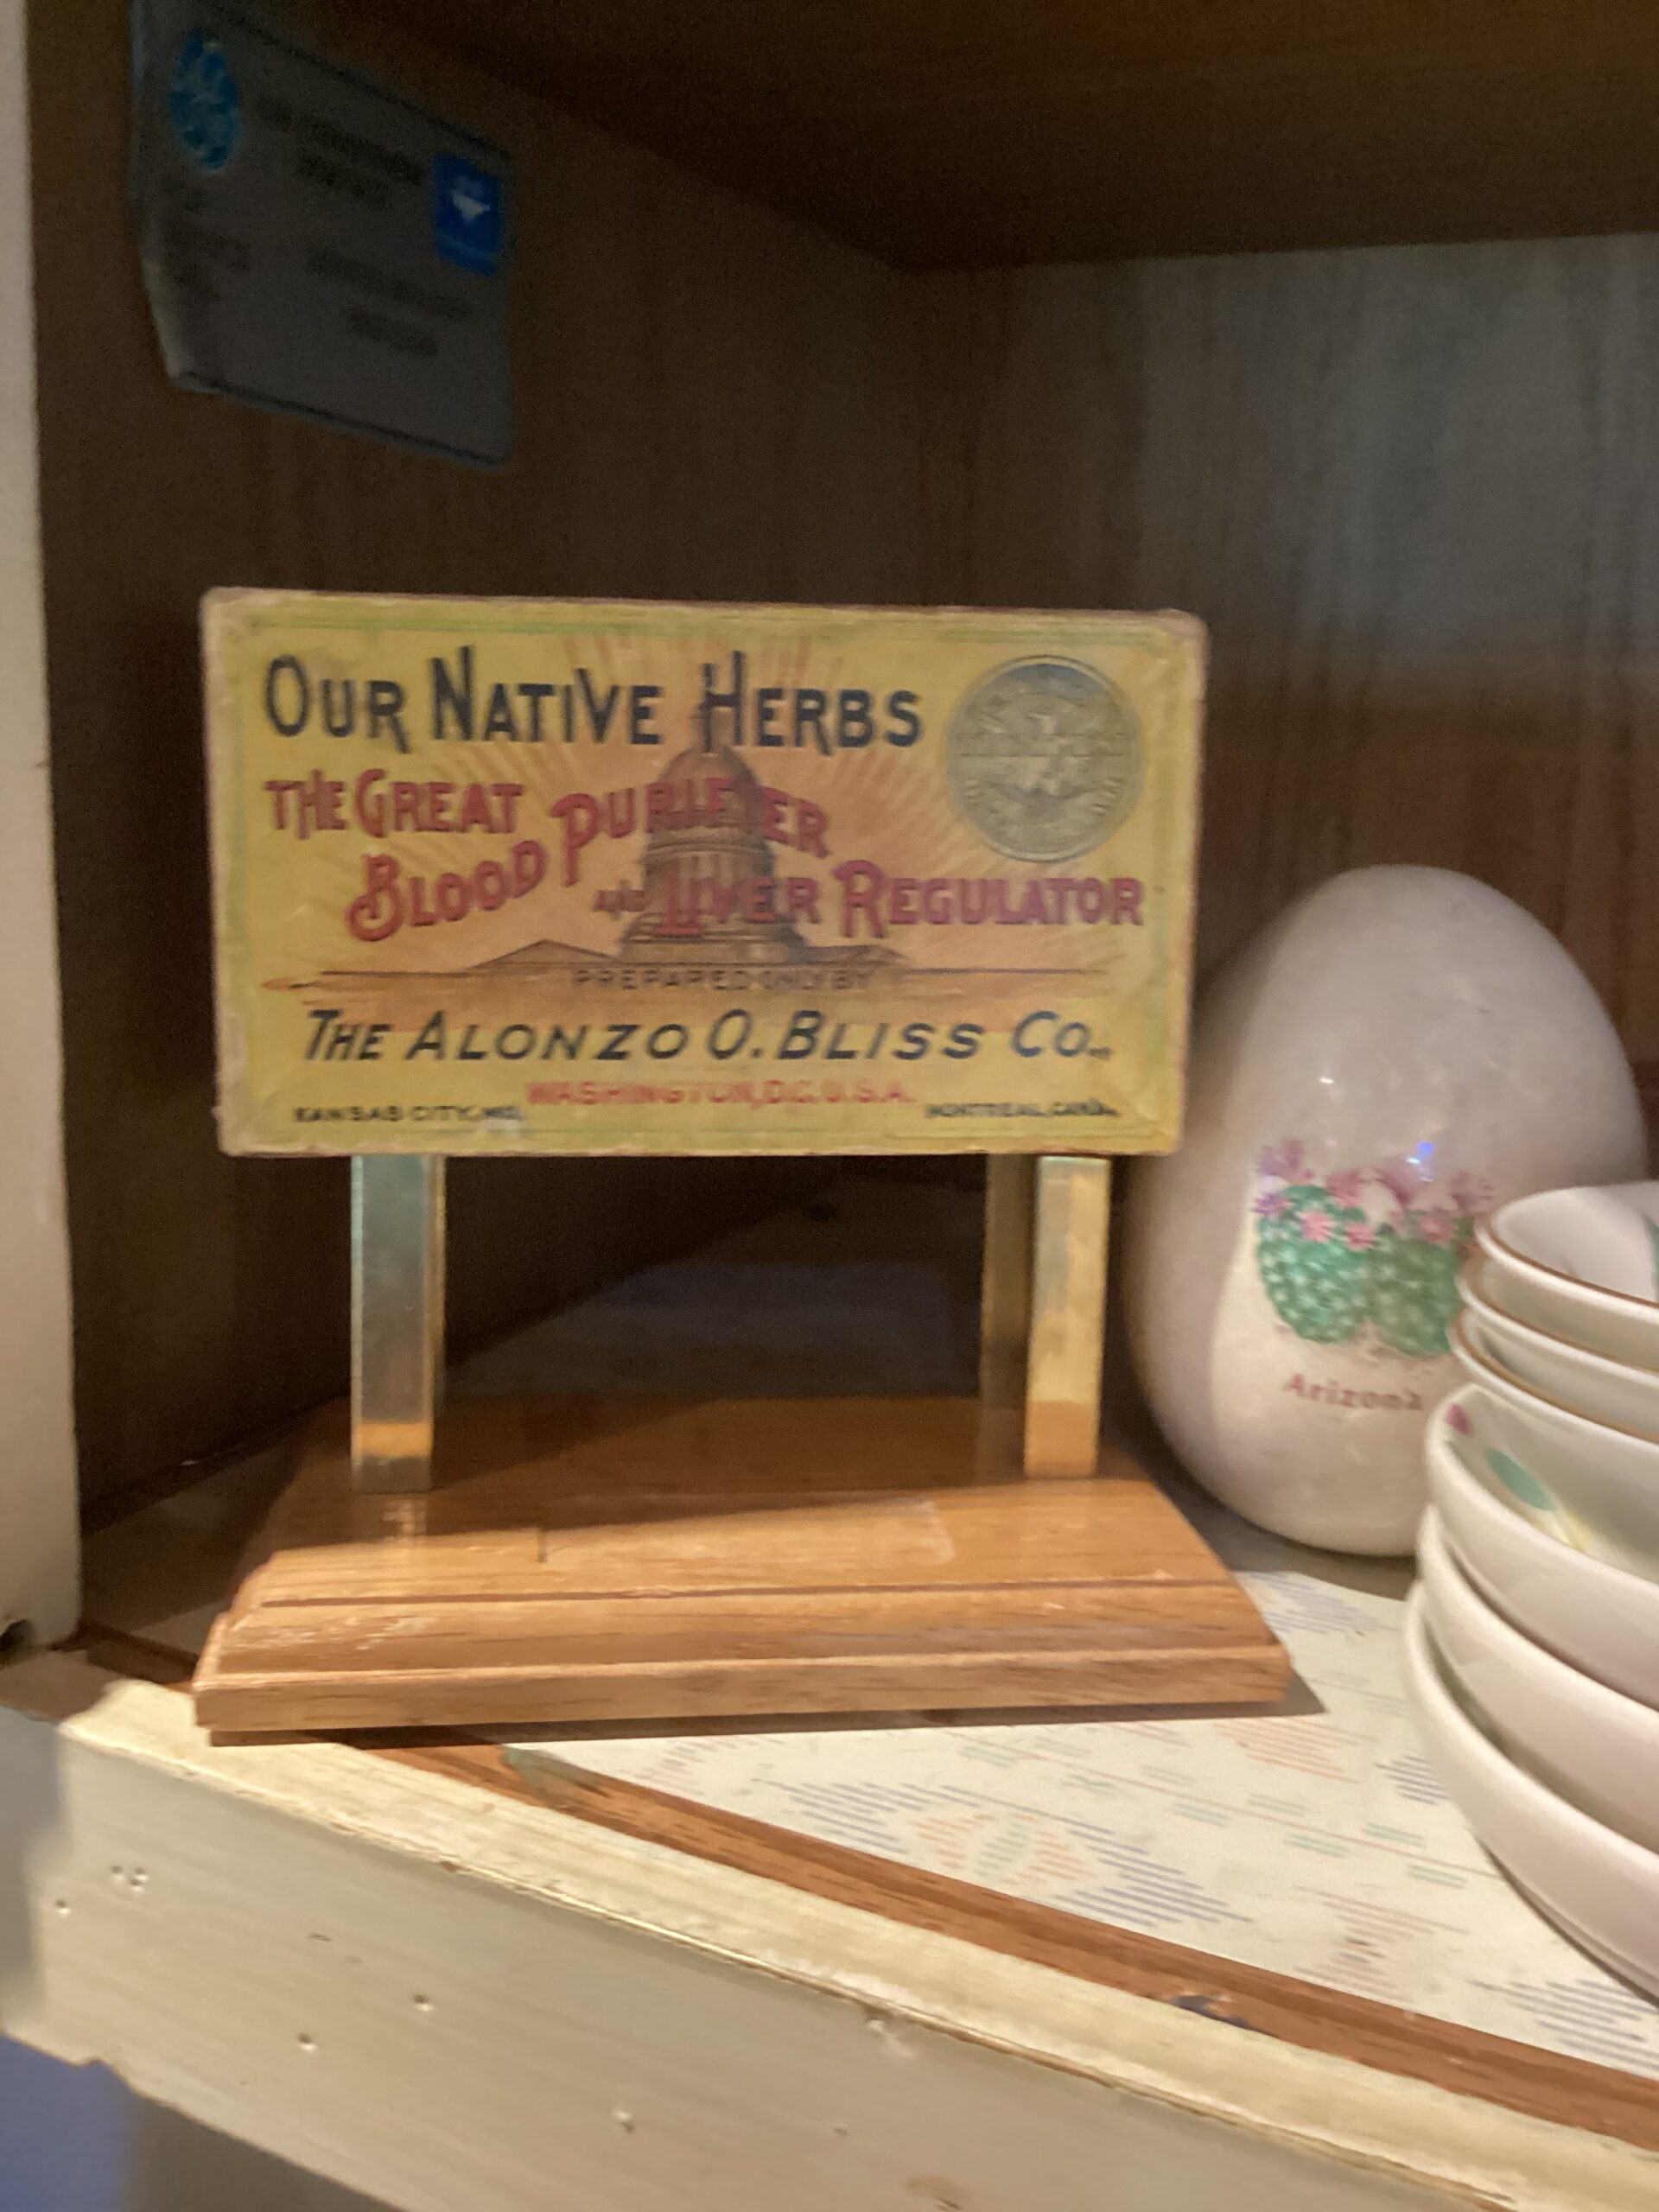 OUR NATIVE HERBS
THE GREAT
BLOOD PURIFIER
AND LIVER REGULATOR
PREPARED ONLY BY
THE ALONZO O. BLISS CO.,
WASHINGTON, D.C. U.S.A.
KANSAS CITY, MO.
MONTREAL, CANA.
Arizona